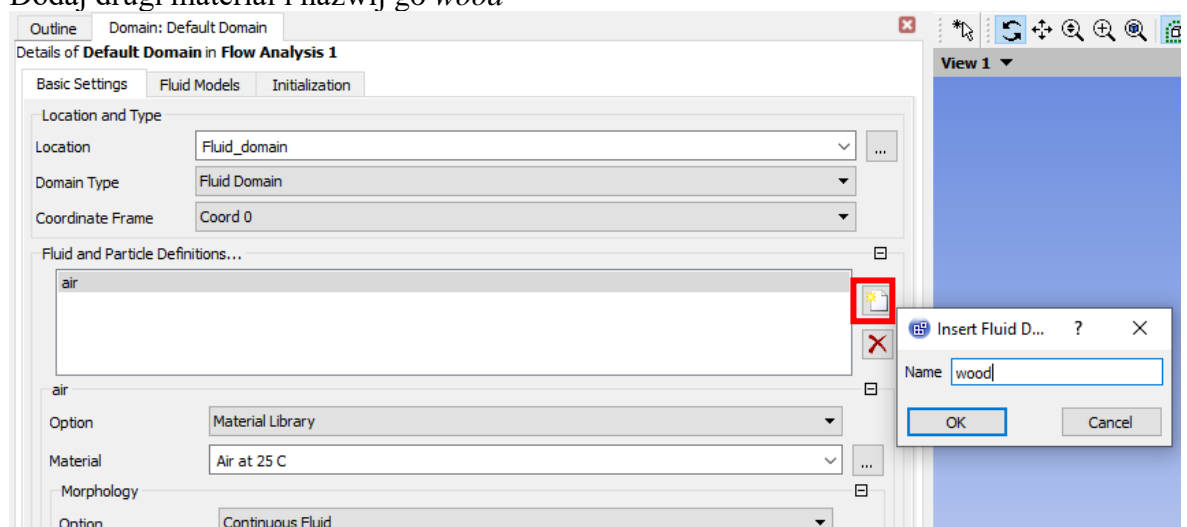 Dodaj drugi materiał i nazwij go wood
Outline Domain: Default Domain
Details of Default Domain in Flow Analysis 1
Basic Settings Fluid Models Initialization
Location and Type
Location Fluid_domain ...
Domain Type Fluid Domain
Coordinate Frame Coord 0
Fluid and Particle Definitions...
air
air
Option Material Library
Material Air at 25 C ...
Morphology
Option Continuous Fluid
View 1
Insert Fluid D... ?
Name wood
OK Cancel